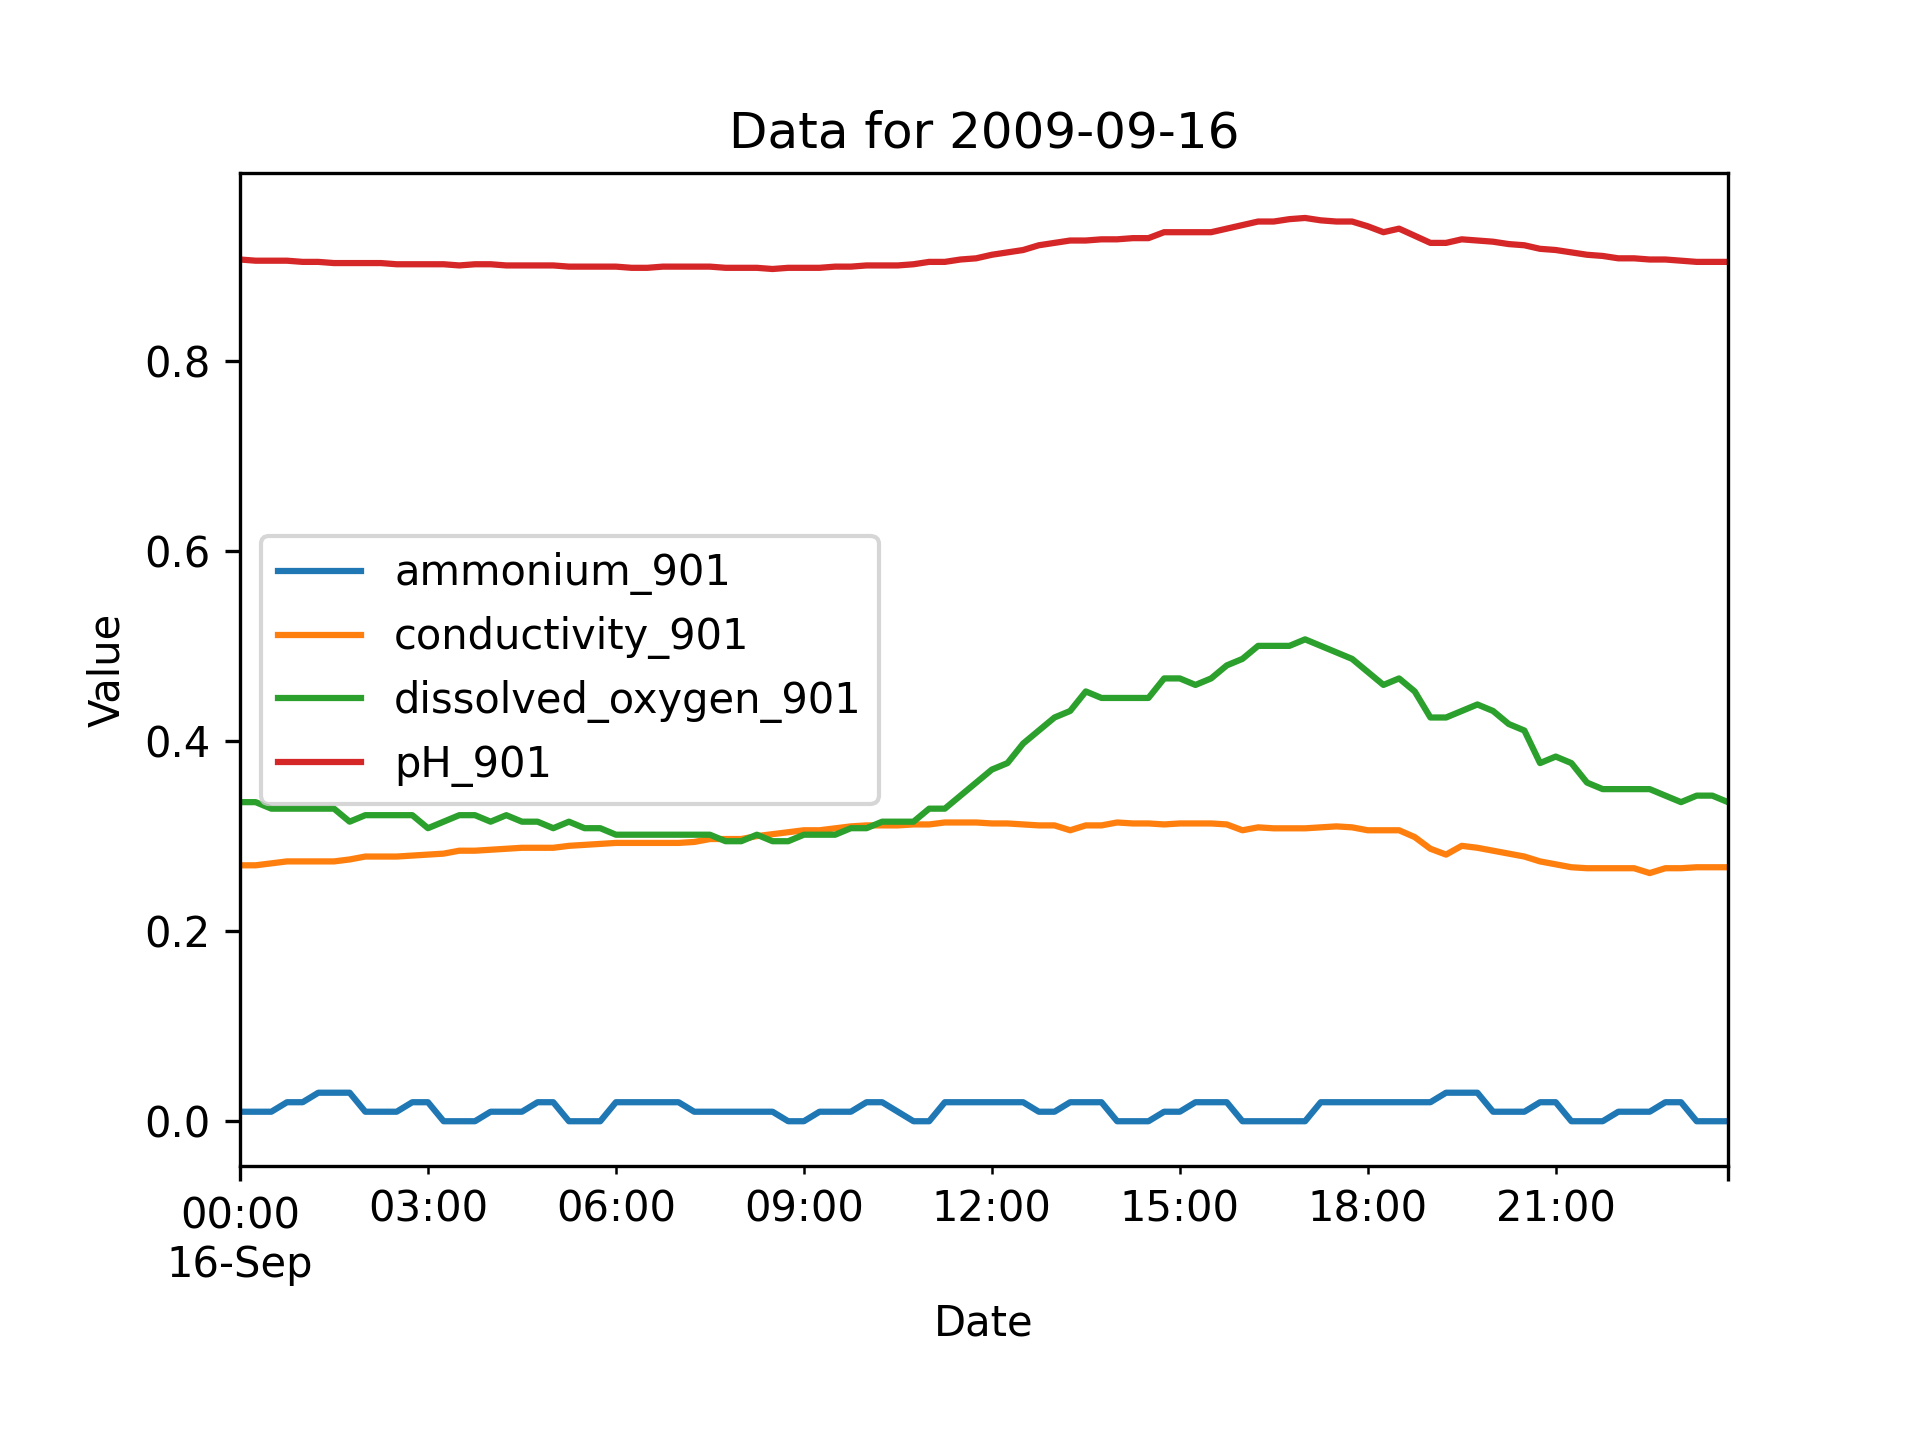 Data for 2009-09-16
Value
0.8
0.6
0.4
0.2
0.0
ammonium_901
conductivity_901
dissolved_oxygen_901
pH_901
00:00 03:00 06:00 09:00 12:00 15:00 18:00 21:00
16-Sep
Date